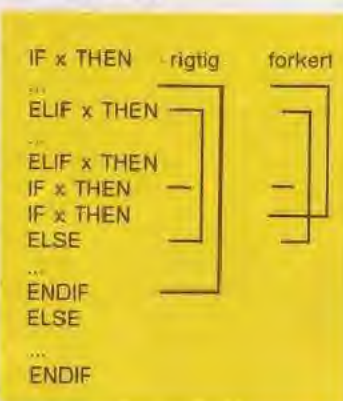 IF x THEN rigtig forkert
...
ELIF x THEN
...
ELIF x THEN
IF x THEN
IF x THEN
ELSE
...
ENDIF
ELSE
...
ENDIF